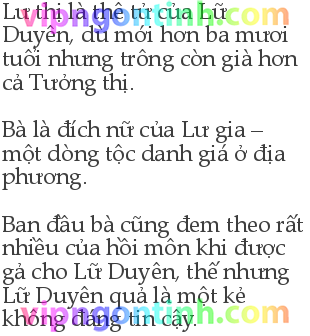 Lư thị là thê tử của Lữ
Duyên, dù mới hơn ba mươi
tuổi nhưng trông còn già hơn
cả Tưởng thị.
Bà là đích nữ của Lư gia –
một dòng tộc danh giá ở địa
phương.
Ban đầu bà cũng đem theo rất
nhiều của hồi môn khi được
gả cho Lữ Duyên, thế nhưng
Lữ Duyên quả là một kẻ
không đáng tin cậy.
vipngontinh.com
vipngontinh.com